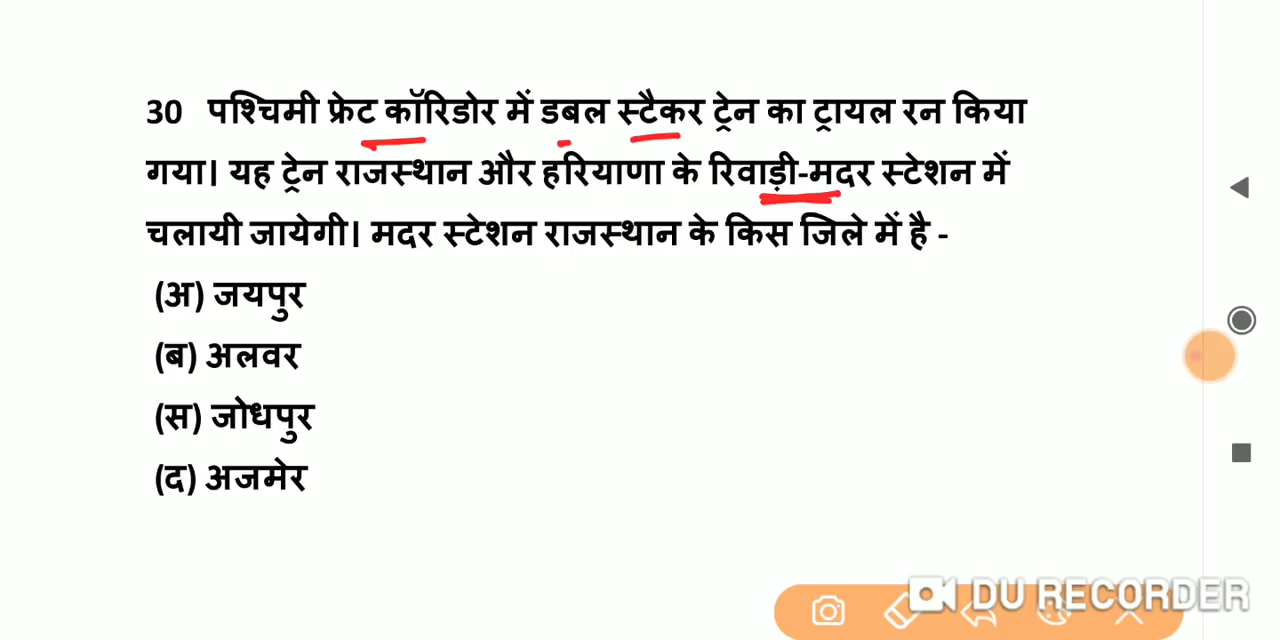 30 पश्चिमी फ्रेट कॉरिडोर में डबल स्टैकर ट्रेन का ट्रायल रन किया
गया। यह ट्रेन राजस्थान और हरियाणा के रिवाड़ी-मदर स्टेशन में
चलायी जायेगी। मदर स्टेशन राजस्थान के किस जिले में है -
(अ) जयपुर
(ब) अलवर
(स) जोधपुर
(द) अजमेर
DU RECORDER